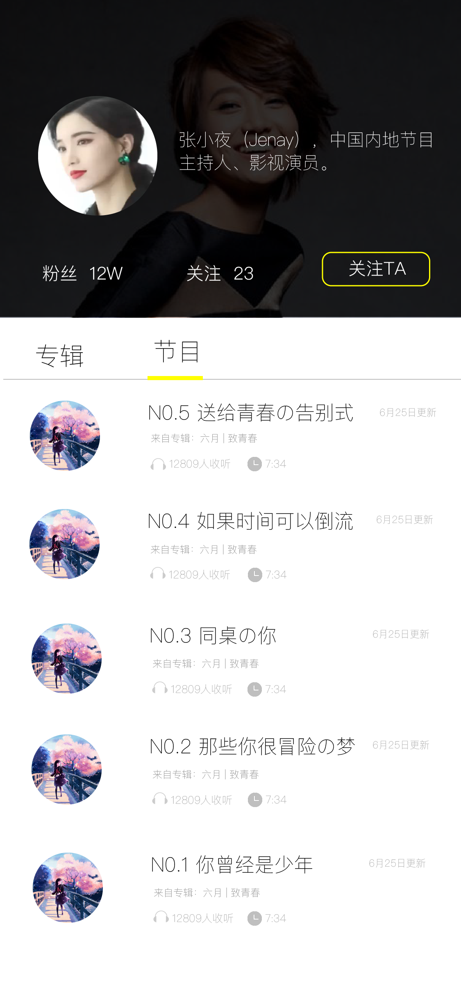 张小夜（Jenay），中国内地节目
主持人、影视演员。
粉丝 12W
关注 23
关注TA
专辑
节目
N0.5 送给青春の告别式
6月25日更新
来自专辑：六月 | 致青春
12809人收听
7:34
N0.4 如果时间可以倒流
6月25日更新
来自专辑：六月 | 致青春
12809人收听
7:34
N0.3 同桌の你
6月25日更新
来自专辑：六月 | 致青春
12809人收听
7:34
N0.2 那些你很冒险の梦
6月25日更新
来自专辑：六月 | 致青春
12809人收听
7:34
N0.1 你曾经是少年
6月25日更新
来自专辑：六月 | 致青春
12809人收听
7:34